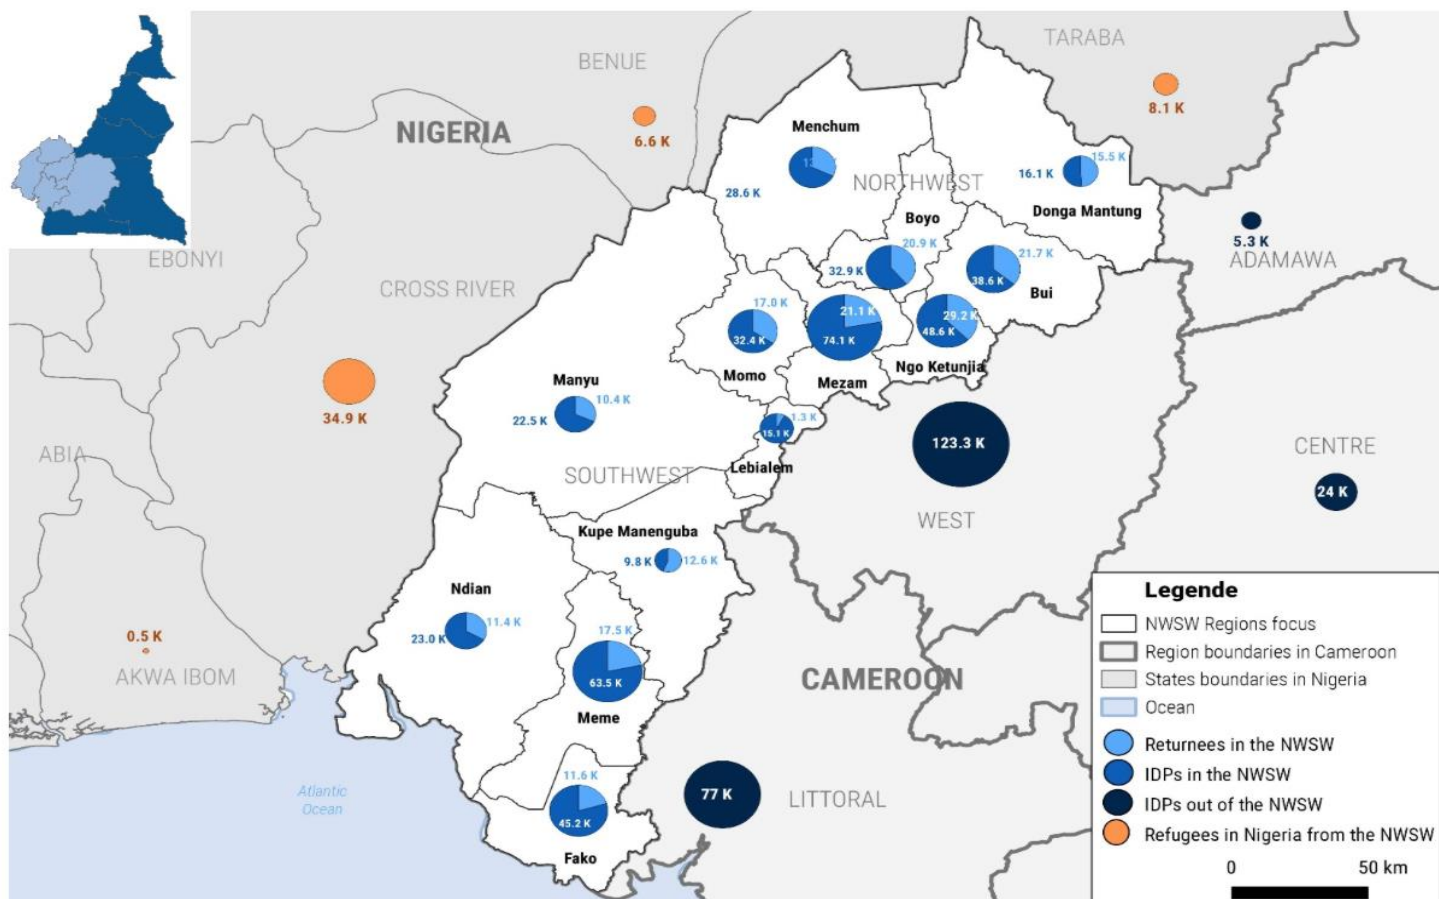 TARABA
BENUE
8.1 K
NIGERIA
6.6 K
Menchum
15.5 K
16.1 K
NORTHWEST
28.6 K
Boyo
Donga Mantung
20.9 K
5.3 K
EBONYI
21.7 K
ADAMAWA
32.9 K
38.6 K
CROSS RIVER
Bui
17.0 K
21.1 K
29.2 K
32.4 K
74.1 K
48.6 K
Ngo Ketunjia
Momo
Mezam
Manyu
10.4 K
34.9 K
22.5 K
1.3 K
15.1 K
123.3 K
CENTRE
ABIA
Lebialem
SOUTHWEST
24 K
WEST
Kupe Manenguba
9.8 K
12.6 K
Ndian
Legende
11.4 K
17.5 K
NWSW Regions focus
0.5 K
23.0 K
Region boundaries in Cameroon
AKWA IBOM
CAMEROON
63.5 K
States boundaries in Nigeria
Meme
Ocean
Returnees in the NWSW
11.6 K
IDPs in the NWSW
Atlantic
Ocean
77 K
LITTORAL
IDPs out of the NWSW
45.2 K
Refugees in Nigeria from the NWSW
Fako
0
50 km